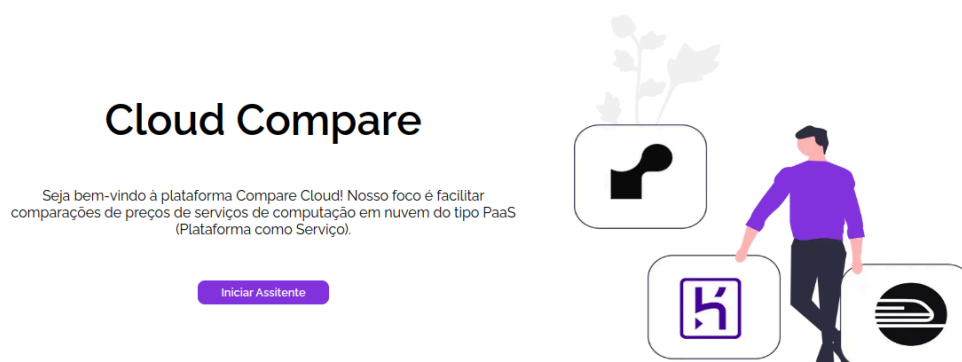 Cloud Compare
Seja bem-vindo à plataforma Compare Cloud! Nosso foco é facilitar
comparações de preços de serviços de computação em nuvem do tipo PaaS
(Plataforma como Serviço).
Iniciar Assitente